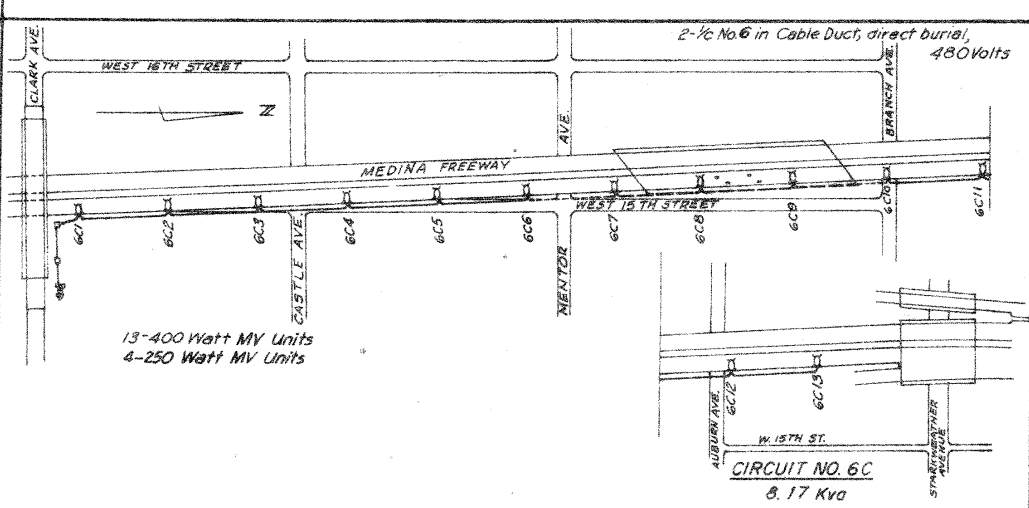 2-1/c No.6 in Cable Duct, direct burial,
480 Volts
CLARK AVE.
WEST 16TH STREET
AVE.
BRANCH AVE.
MEDINA FREEWAY
WEST 15TH STREET
6C1
6C2
6C3
6C4
6C5
6C6
6C7
6C8
6C9
6C10
6C11
CASTLE AVE.
MENTOR
13-400 Watt MV Units
4-250 Watt MV Units
6C12
6C13
AUBURN AVE.
W. 15TH ST.
STARKWEATHER
AVENUE
CIRCUIT NO. 6C
8.17 Kva